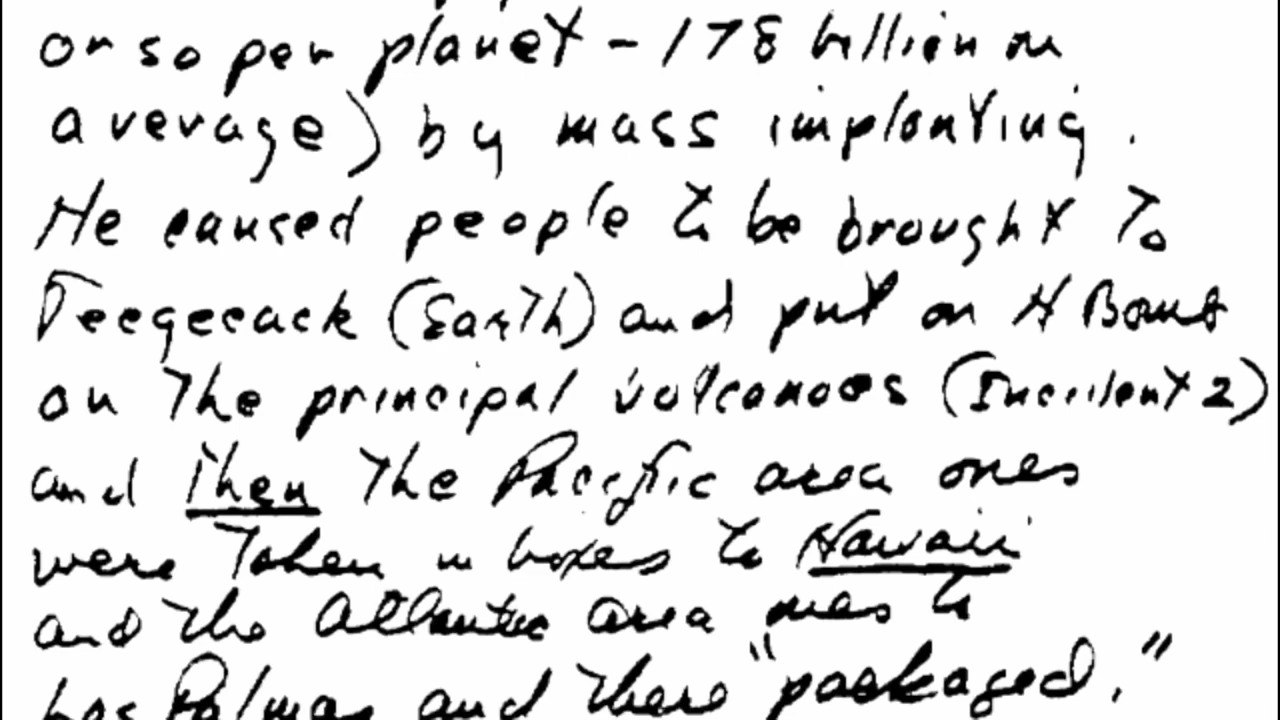 or so per planet - 178 billion on
average) by mass implanting.
He caused people to be brought to
Teegeeack (Earth) and put an H Bomb
on the principal volcanoes (Incident 2)
and then the Pacific area ones
were taken in boxes to Hawaii
and the Atlantic area ones to
Las Palmas and there "packaged."